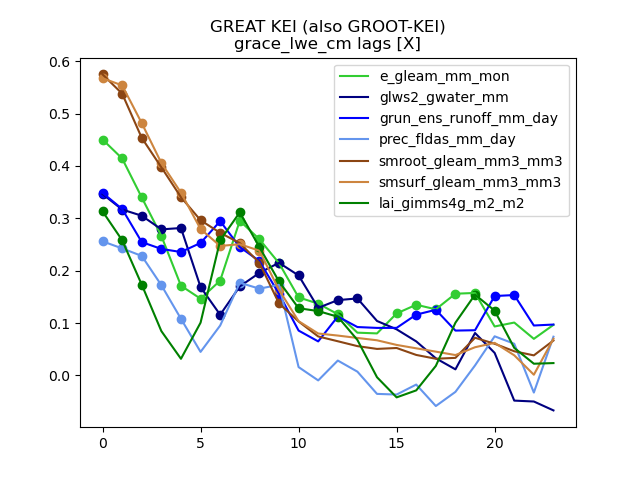 GREAT KEI (also GROOT-KEI)
grace_lwe_cm lags [X]
0.6
0.5
0.4
0.3
0.2
0.1
0.0
e_gleam_mm_mon
glws2_gwater_mm
grun_ens_runoff_mm_day
prec_fldas_mm_day
smroot_gleam_mm3_mm3
smsurf_gleam_mm3_mm3
lai_gimms4g_m2_m2
0 5 10 15 20